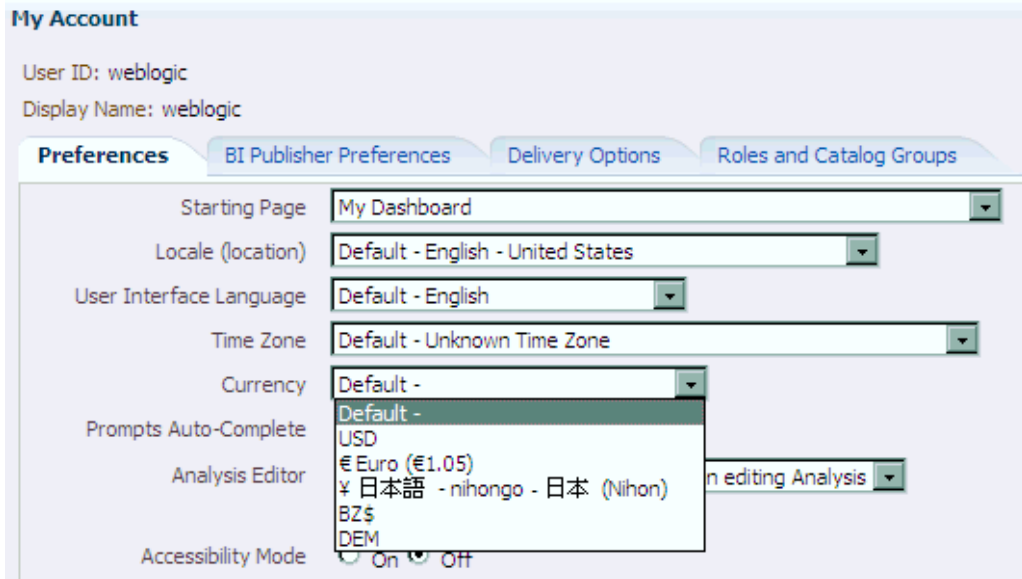 My Account
User ID: weblogic
Display Name: weblogic
Preferences BI Publisher Preferences Delivery Options Roles and Catalog Groups
Starting Page My Dashboard
Locale (location) Default - English - United States
User Interface Language Default - English
Time Zone Default - Unknown Time Zone
Currency Default -
Default -
Prompts Auto-Complete
USD
€ Euro (€1.05)
Analysis Editor n editing Analysis
¥ 日本語 - nihongo - 日本 (Nihon)
BZ$
DEM
Accessibility Mode On Off